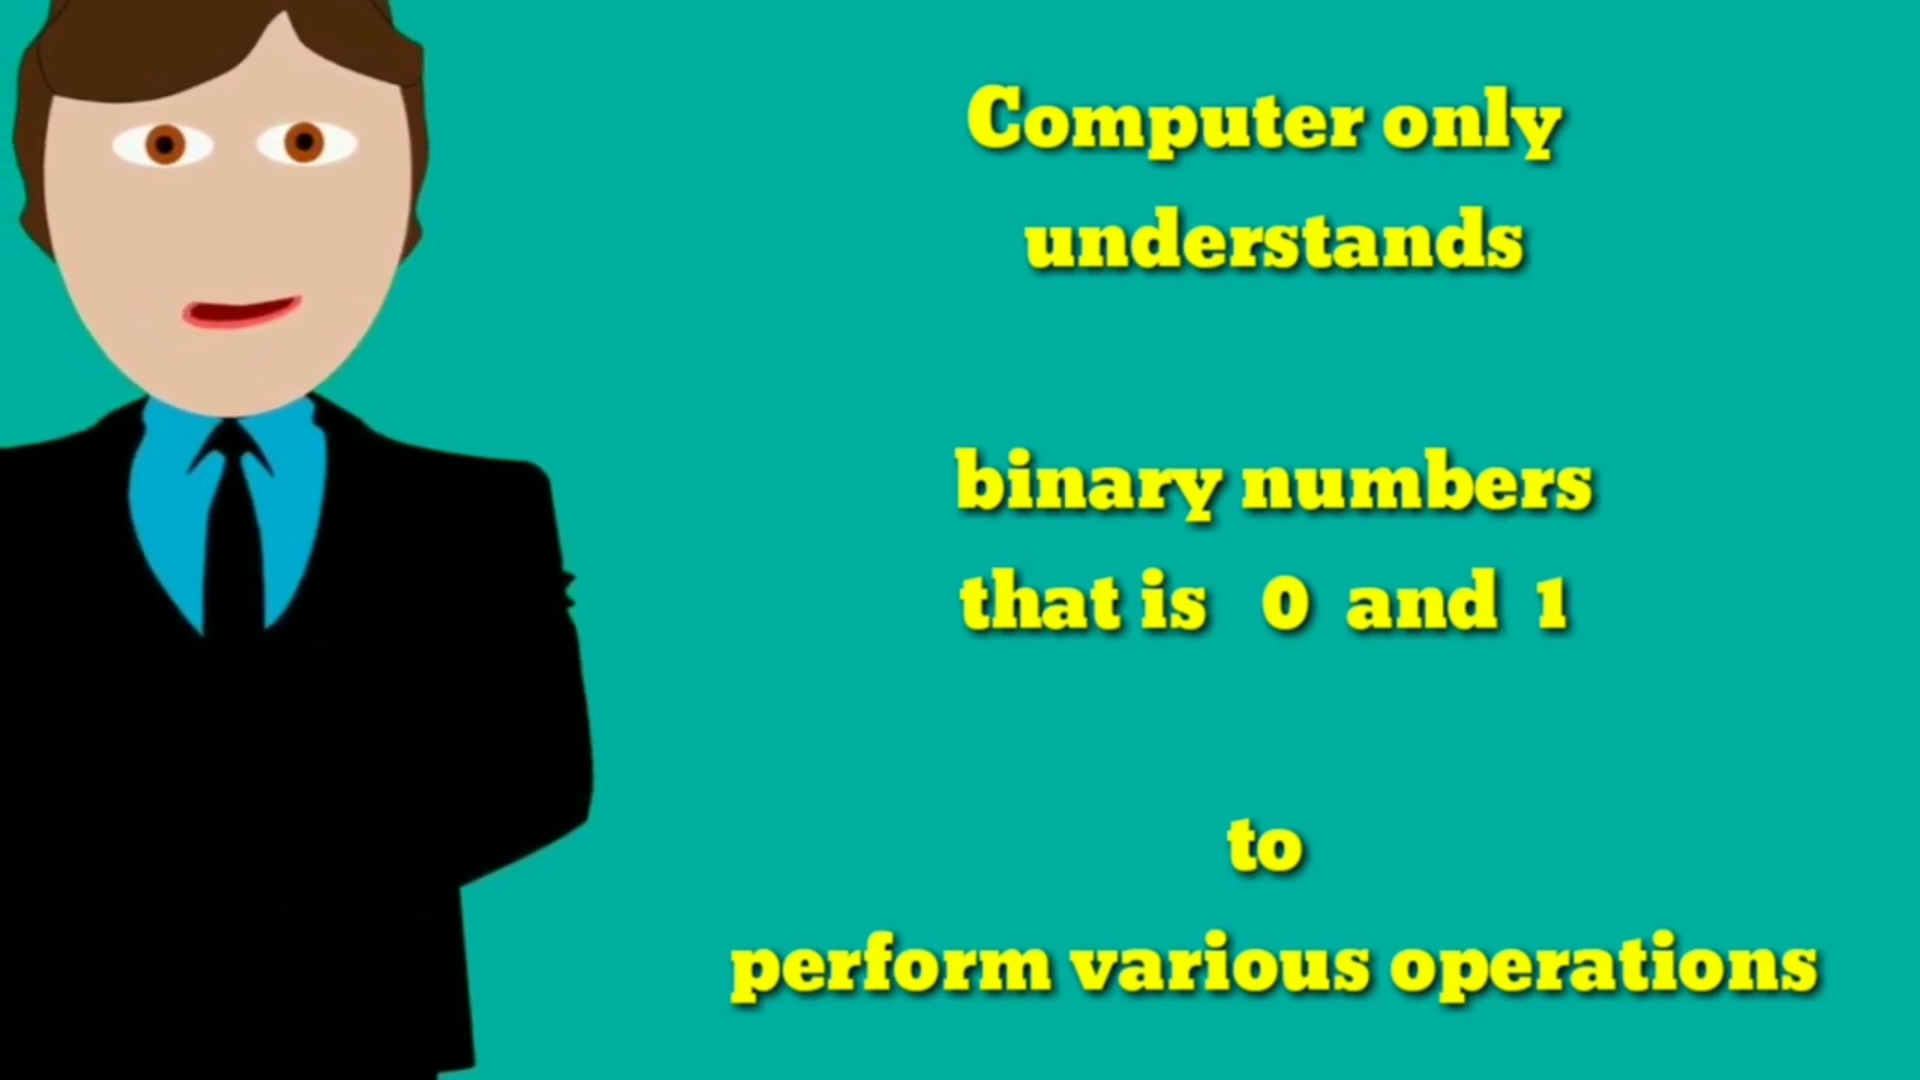 Computer only
understands
binary numbers
that is 0 and 1
to
perform various operations